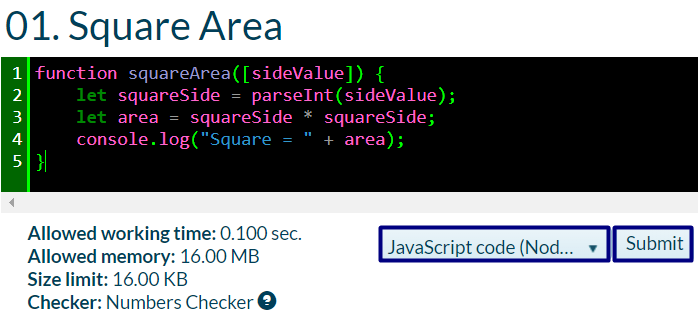 01. Square Area
1 function squareArea([sideValue]) {
2     let squareSide = parseInt(sideValue);
3     let area = squareSide * squareSide;
4     console.log("Square = " + area);
5 }
Allowed working time: 0.100 sec.
Allowed memory: 16.00 MB
Size limit: 16.00 KB
Checker: Numbers Checker ?
JavaScript code (Nod... ▼
Submit